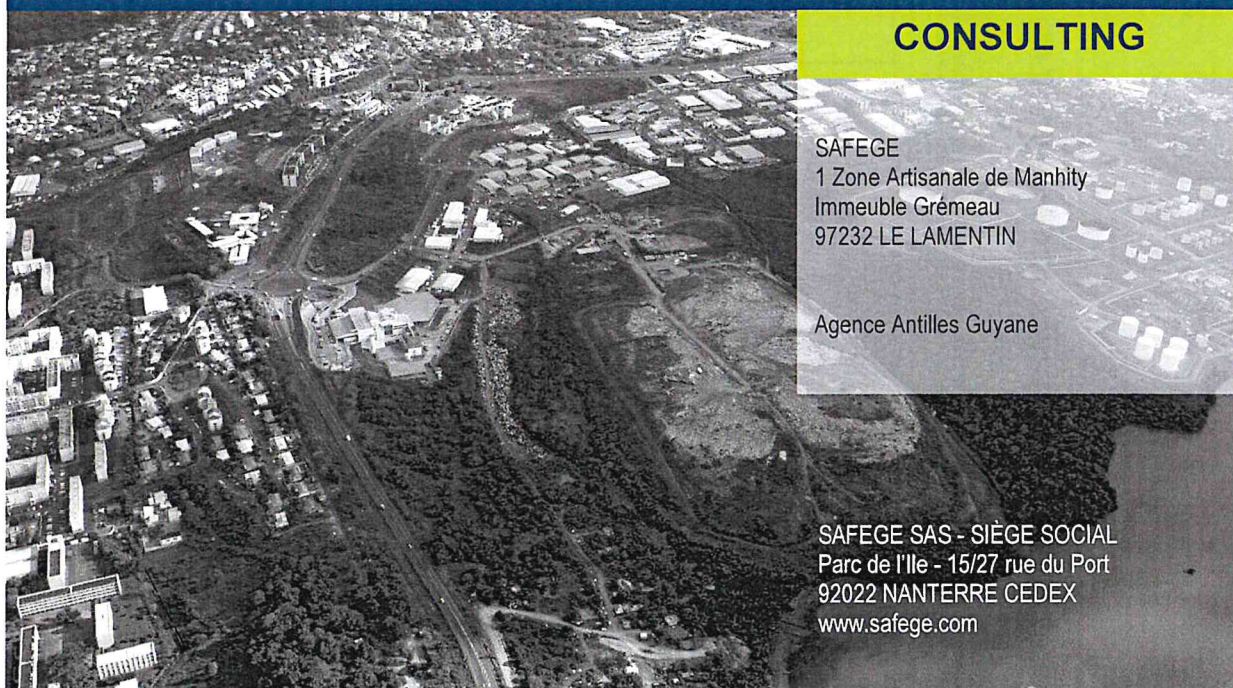 CONSULTING
SAFEGE
1 Zone Artisanale de Manhity
Immeuble Grémeau
97232 LE LAMENTIN
Agence Antilles Guyane
SAFEGE SAS - SIÈGE SOCIAL
Parc de l'Ile - 15/27 rue du Port
92022 NANTERRE CEDEX
www.safege.com